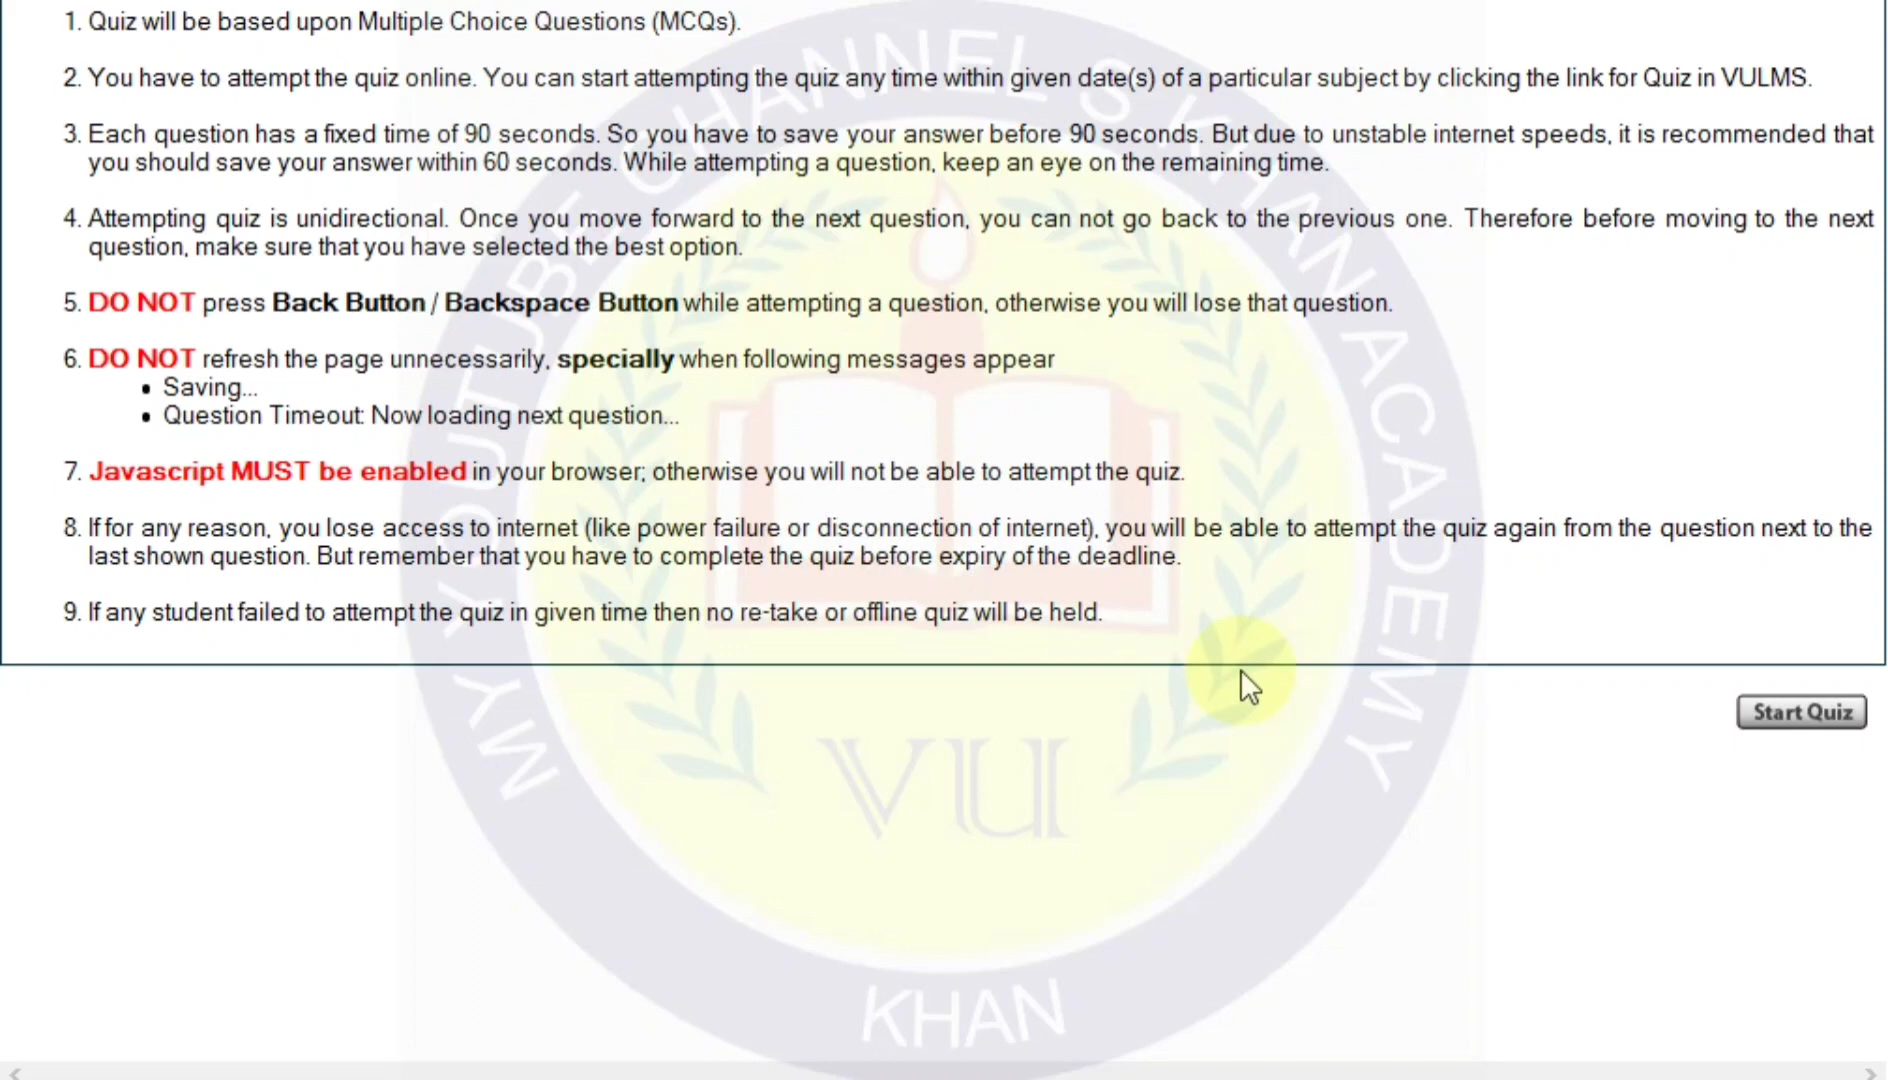 1. Quiz will be based upon Multiple Choice Questions (MCQs).
2. You have to attempt the quiz online. You can start attempting the quiz any time within given date(s) of a particular subject by clicking the link for Quiz in VULMS.
3. Each question has a fixed time of 90 seconds. So you have to save your answer before 90 seconds. But due to unstable internet speeds, it is recommended that
you should save your answer within 60 seconds. While attempting a question, keep an eye on the remaining time.
4. Attempting quiz is unidirectional. Once you move forward to the next question, you can not go back to the previous one. Therefore before moving to the next
question, make sure that you have selected the best option.
5. DO NOT press Back Button / Backspace Button while attempting a question, otherwise you will lose that question.
6. DO NOT refresh the page unnecessarily, specially when following messages appear
• Saving...
• Question Timeout: Now loading next question...
7. Javascript MUST be enabled in your browser; otherwise you will not be able to attempt the quiz.
8. If for any reason, you lose access to internet (like power failure or disconnection of internet), you will be able to attempt the quiz again from the question next to the
last shown question. But remember that you have to complete the quiz before expiry of the deadline.
9. If any student failed to attempt the quiz in given time then no re-take or offline quiz will be held.
Start Quiz
MY YOUTUBE CHANNEL'S KHAN ACADEMY
VU
KHAN